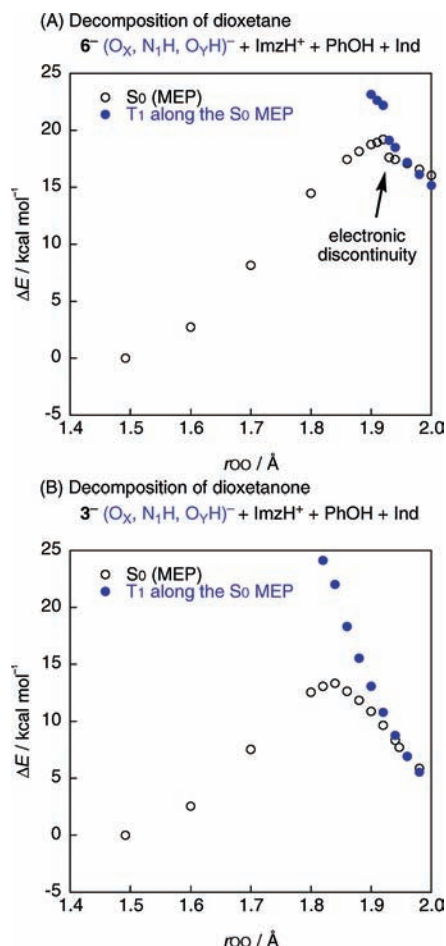 (A) Decomposition of dioxetane
6⁻ (Oₓ, N₁H, OᵧH)⁻ + ImzH⁺ + PhOH + Ind
25
20
15
10
5
0
-5
ΔE / kcal mol⁻¹
S₀ (MEP)
T₁ along the S₀ MEP
electronic
discontinuity
1.4 1.5 1.6 1.7 1.8 1.9 2.0
rOO / Å
(B) Decomposition of dioxetanone
3⁻ (Oₓ, N₁H, OᵧH)⁻ + ImzH⁺ + PhOH + Ind
25
20
15
10
5
0
-5
ΔE / kcal mol⁻¹
S₀ (MEP)
T₁ along the S₀ MEP
1.4 1.5 1.6 1.7 1.8 1.9 2.0
rOO / Å